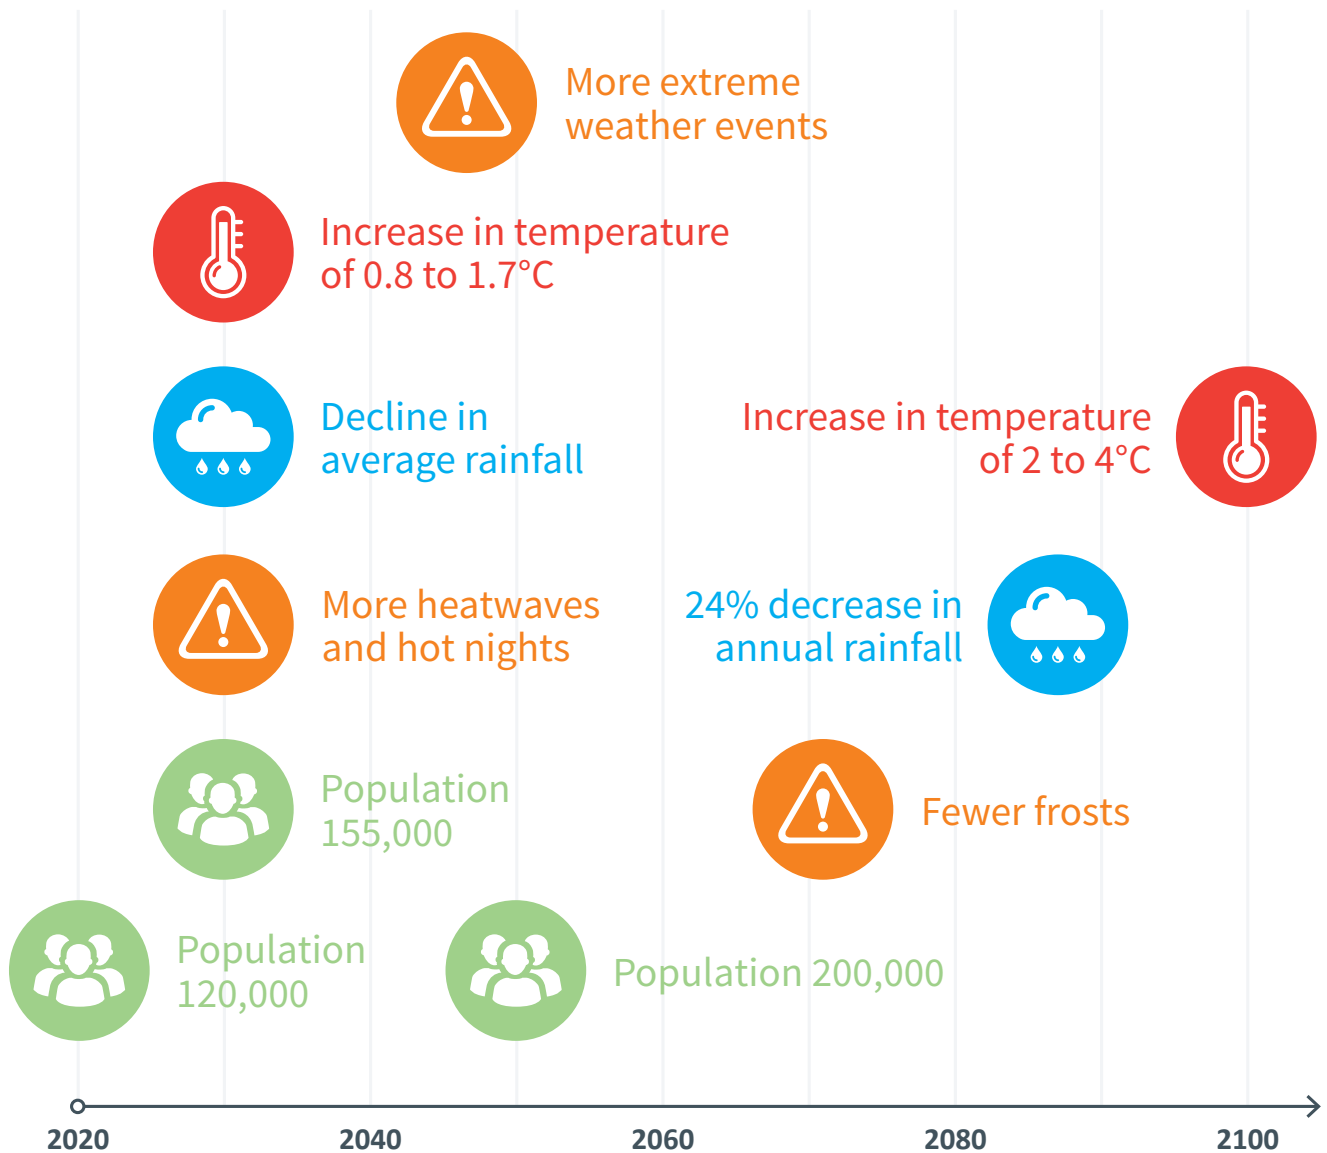 More extreme
weather events
Increase in temperature
of 0.8 to 1.7°C
Decline in
average rainfall
Increase in temperature
of 2 to 4°C
More heatwaves
and hot nights
24% decrease in
annual rainfall
Population
155,000
Fewer frosts
Population
120,000
Population 200,000
2020 2040 2060 2080 2100